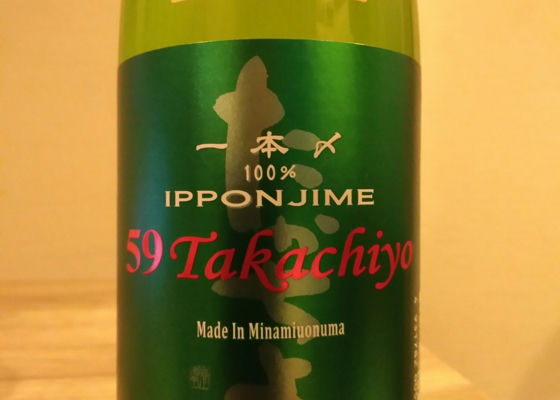 一本〆
100%
IPPONJIME
59 Takachiyo
Made In Minamiuonuma